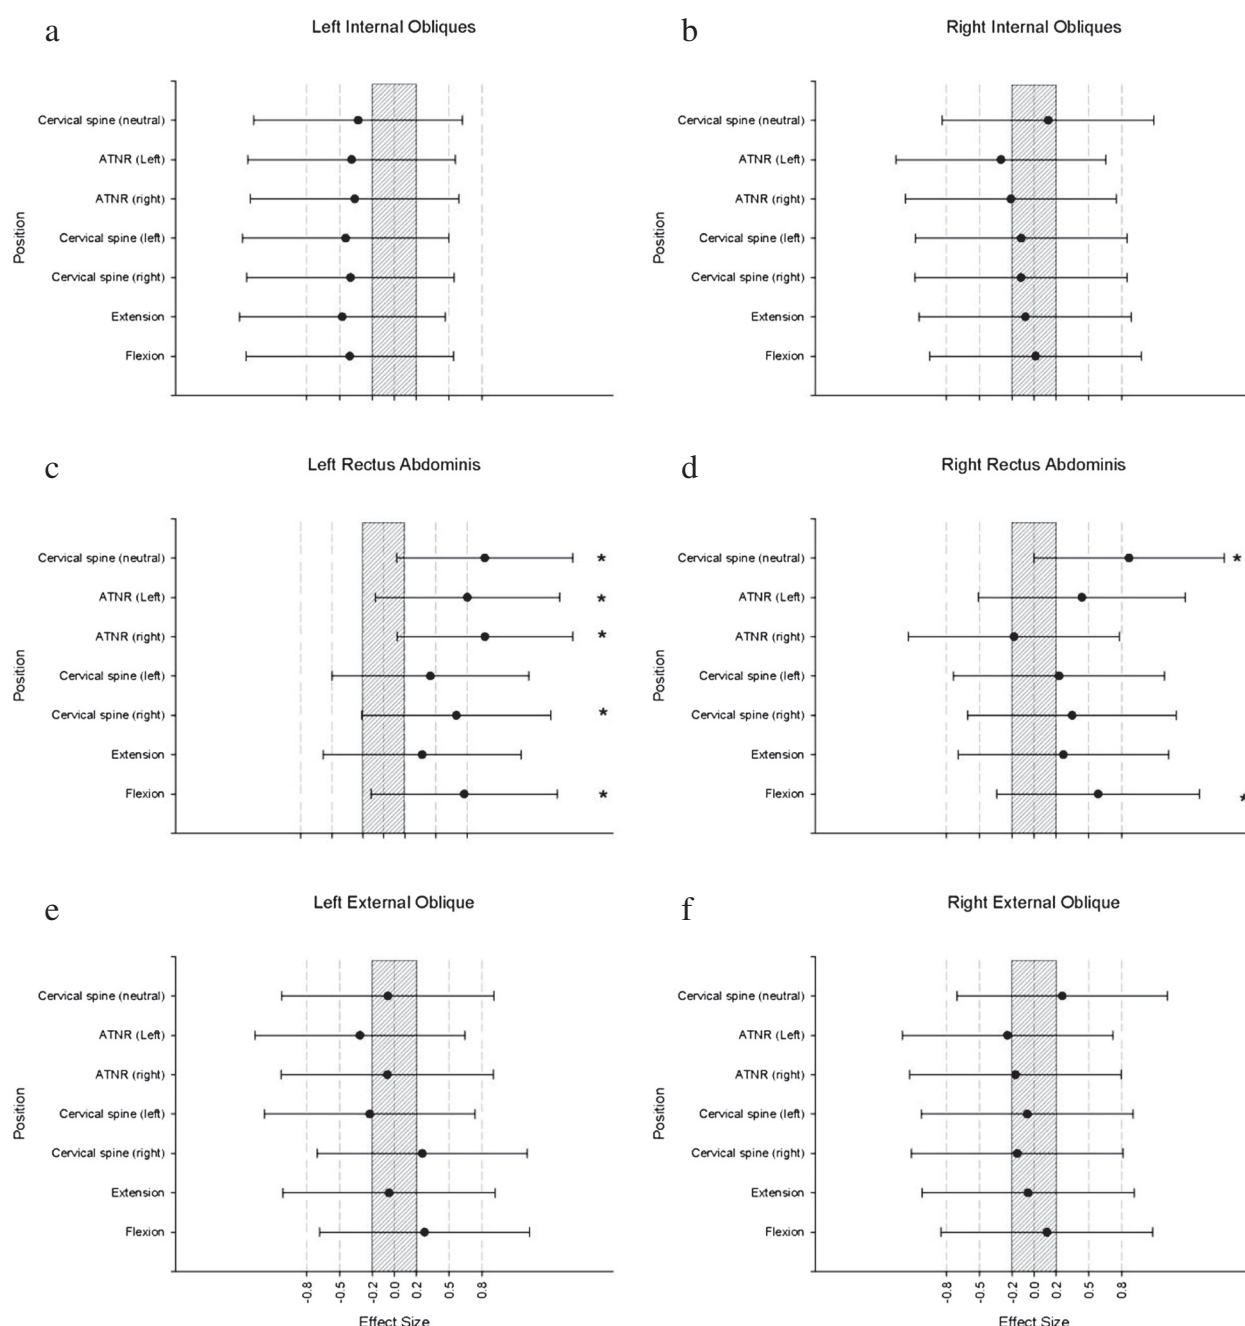 a
Left Internal Obliques
Position
Cervical spine (neutral)
ATNR (Left)
ATNR (right)
Cervical spine (left)
Cervical spine (right)
Extension
Flexion
b
Right Internal Obliques
Position
Cervical spine (neutral)
ATNR (Left)
ATNR (right)
Cervical spine (left)
Cervical spine (right)
Extension
Flexion
c
Left Rectus Abdominis
Position
Cervical spine (neutral)
*
ATNR (Left)
*
ATNR (right)
*
Cervical spine (left)
Cervical spine (right)
*
Extension
Flexion
*
d
Right Rectus Abdominis
Position
Cervical spine (neutral)
*
ATNR (Left)
ATNR (right)
Cervical spine (left)
Cervical spine (right)
Extension
Flexion
*
e
Left External Oblique
Position
Cervical spine (neutral)
ATNR (Left)
ATNR (right)
Cervical spine (left)
Cervical spine (right)
Extension
Flexion
-0.8 -0.5 -0.2 0.0 0.2 0.5 0.8
Effect Size
f
Right External Oblique
Position
Cervical spine (neutral)
ATNR (Left)
ATNR (right)
Cervical spine (left)
Cervical spine (right)
Extension
Flexion
-0.8 -0.5 -0.2 0.0 0.2 0.5 0.8
Effect Size